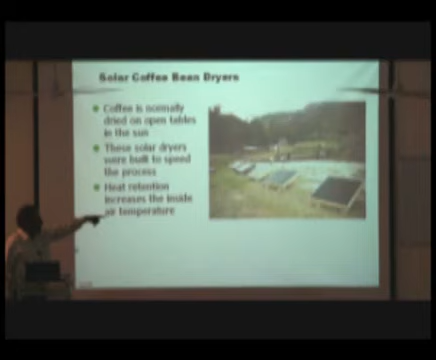 Solar Coffee Bean Dryers
Coffee is normally
dried on open tables
in the sun
These solar dryers
were built to speed
the process
Heat retention
increases the inside
air temperature